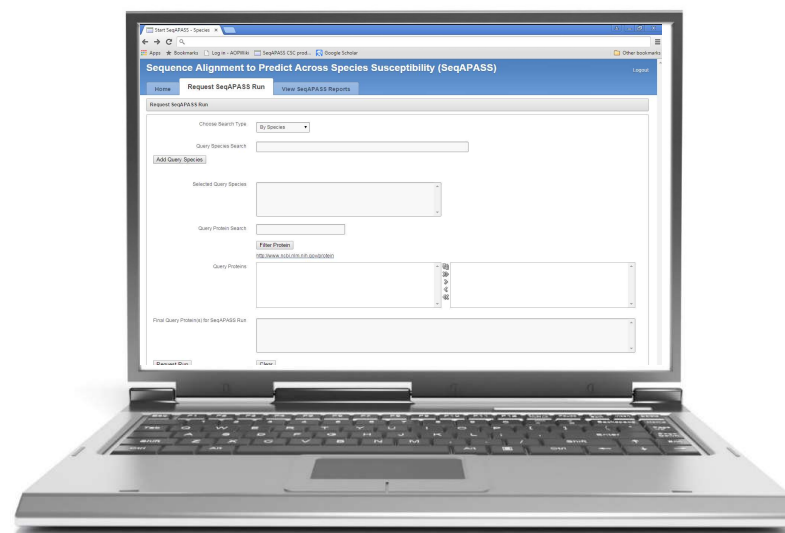 Start SeqAPASS - Species ×
Apps Bookmarks Log in - AOPWiki SeqAPASS CSC prod... Google Scholar Other bookmarks
Sequence Alignment to Predict Across Species Susceptibility (SeqAPASS)
Logout
Home Request SeqAPASS Run View SeqAPASS Reports
Request SeqAPASS Run
Choose Search Type By Species
Query Species Search
Add Query Species
Selected Query Species
Query Protein Search
Filter Protein
http://www.ncbi.nlm.nih.gov/protein
Query Proteins
Final Query Protein(s) for SeqAPASS Run
Request Run Clear